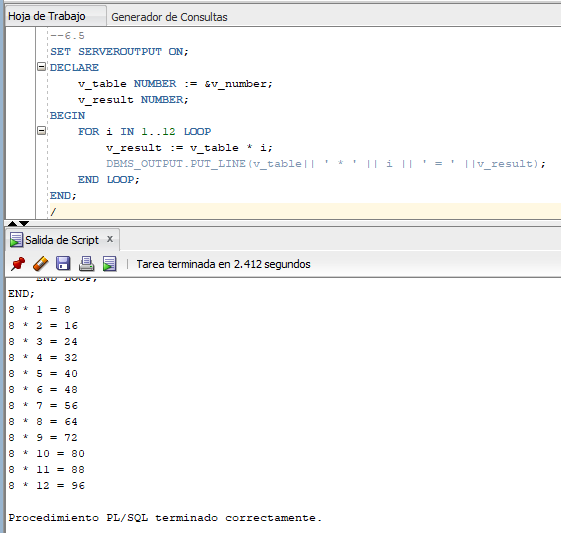 Hoja de Trabajo Generador de Consultas
--6.5
SET SERVEROUTPUT ON;
DECLARE
    v_table NUMBER := &v_number;
    v_result NUMBER;
BEGIN
    FOR i IN 1..12 LOOP
        v_result := v_table * i;
        DBMS_OUTPUT.PUT_LINE(v_table|| ' * ' || i || ' = ' ||v_result);
    END LOOP;
END;
/
Salida de Script x
Tarea terminada en 2.412 segundos
    END LOOP;
END;
8 * 1 = 8
8 * 2 = 16
8 * 3 = 24
8 * 4 = 32
8 * 5 = 40
8 * 6 = 48
8 * 7 = 56
8 * 8 = 64
8 * 9 = 72
8 * 10 = 80
8 * 11 = 88
8 * 12 = 96
Procedimiento PL/SQL terminado correctamente.